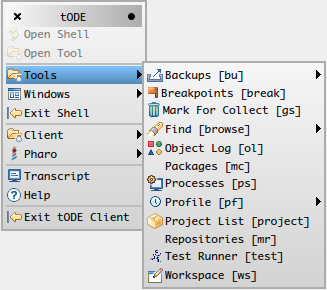 tODE
Open Shell
Open Tool
Tools
Windows
Exit Shell
Client
Pharo
Transcript
Help
Exit tODE Client
Backups [bu]
Breakpoints [break]
Mark For Collect [gs]
Find [browse]
Object Log [ol]
Packages [mc]
Processes [ps]
Profile [pf]
Project List [project]
Repositories [mr]
Test Runner [test]
Workspace [ws]